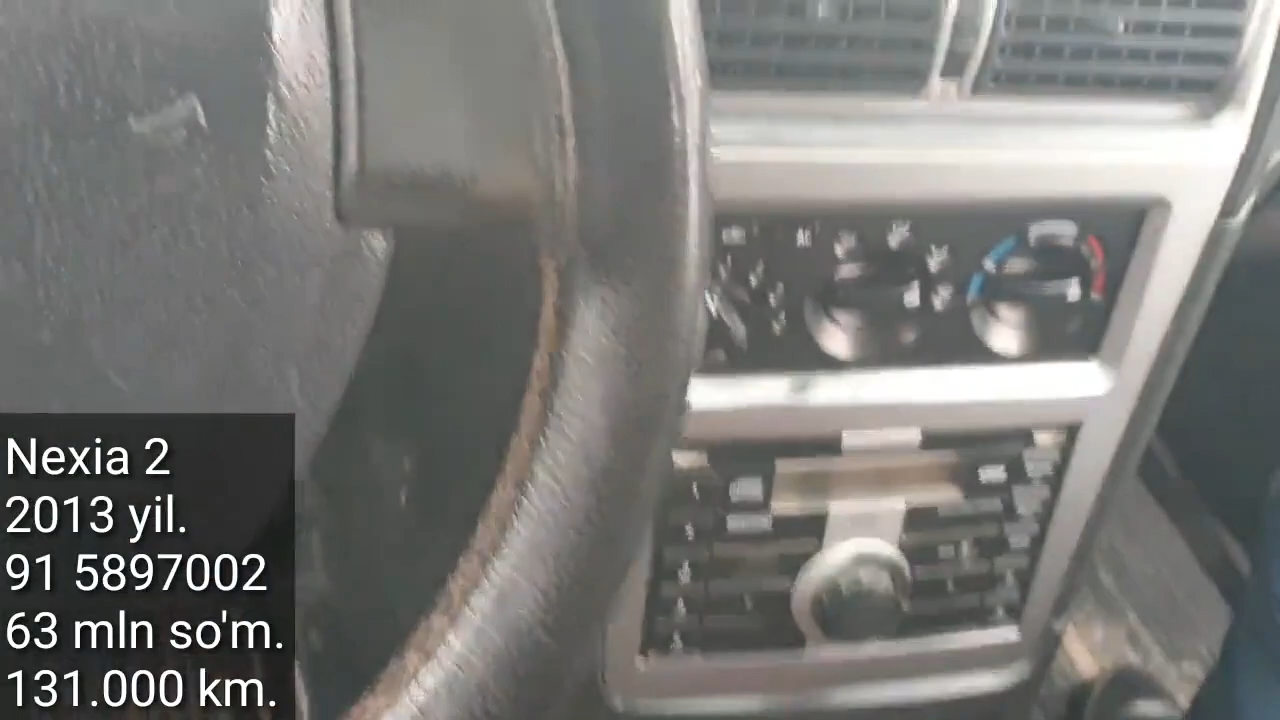 Nexia 2
2013 yil.
91 5897002
63 mln so'm.
131.000 km.